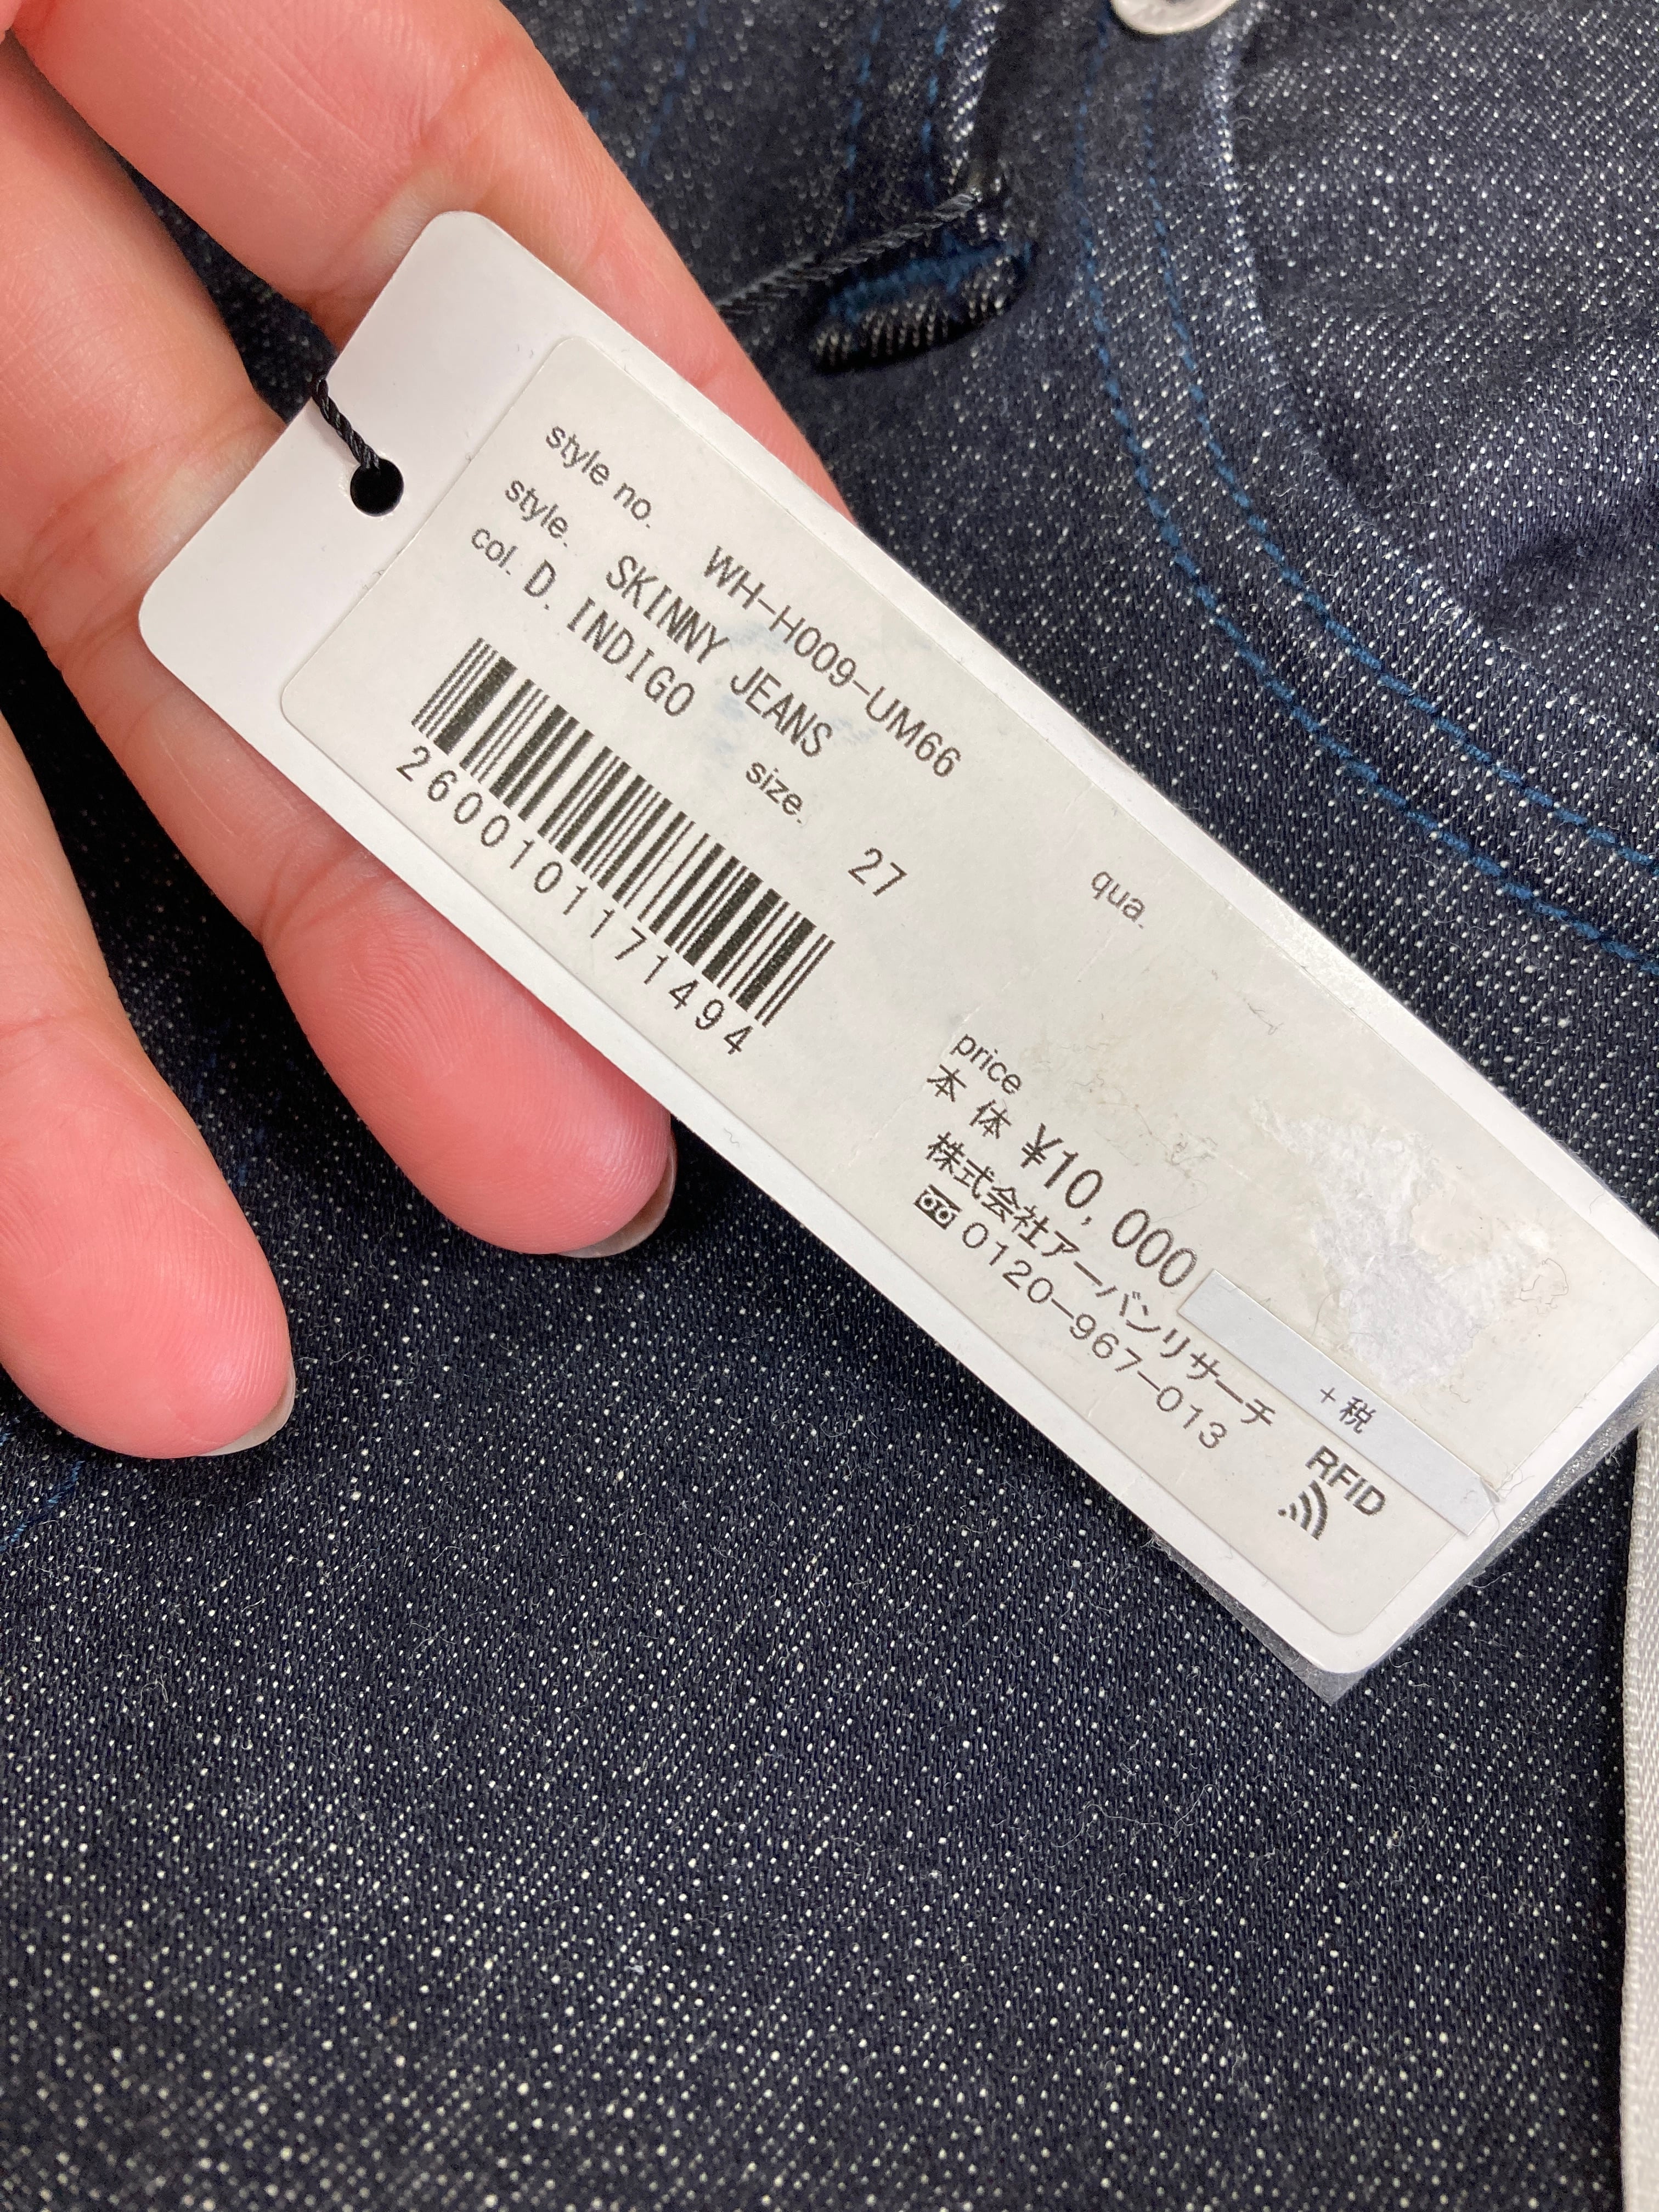 style no. WH-H009-UM66
style. SKINNY JEANS
col. D. INDIGO size. 27 qua.
2600101171494
price
本体 ¥10,000 +税
株式会社アーバンリサーチ
0120-967-013
RFID